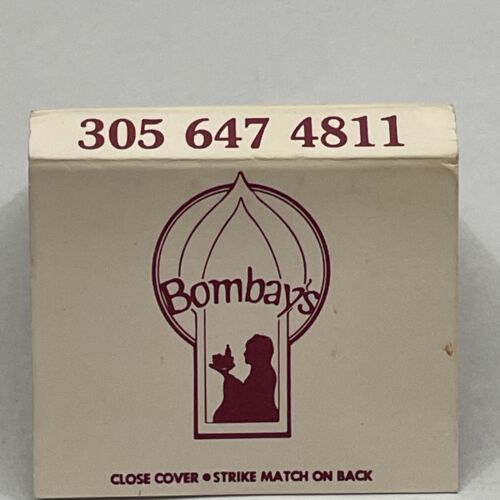 305 647 4811
Bombay's
CLOSE COVER • STRIKE MATCH ON BACK